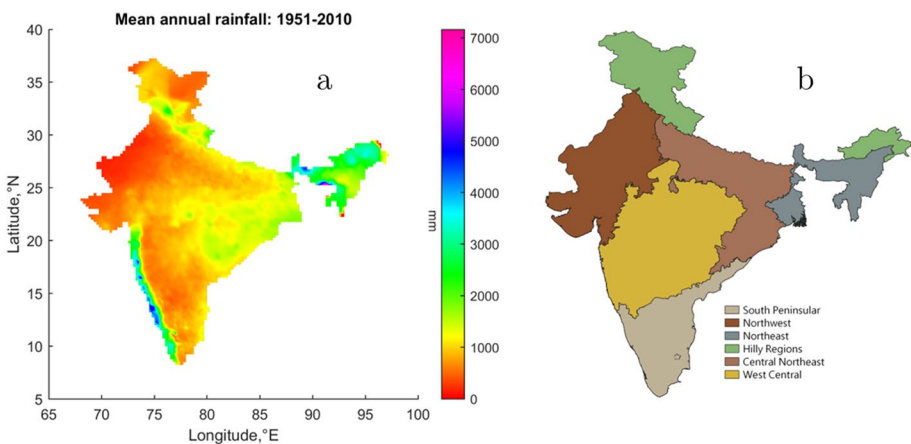 Mean annual rainfall: 1951-2010
a
b
40
35
30
25
20
15
10
5
Latitude,°N
65
70
75
80
85
90
95
100
Longitude,°E
7000
6000
5000
4000
3000
2000
1000
0
mm
South Peninsular
Northwest
Northeast
Hilly Regions
Central Northeast
West Central